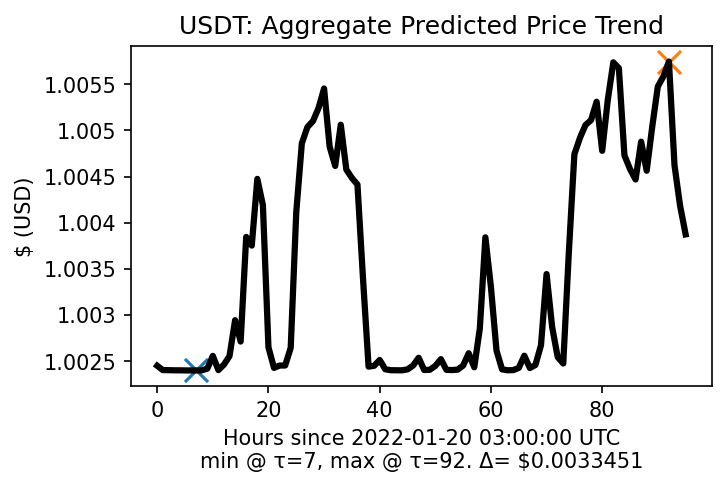 USDT: Aggregate Predicted Price Trend
$ (USD)
1.0055
1.005
1.0045
1.004
1.0035
1.003
1.0025
0 20 40 60 80
Hours since 2022-01-20 03:00:00 UTC
min @ τ=7, max @ τ=92. Δ= $0.0033451